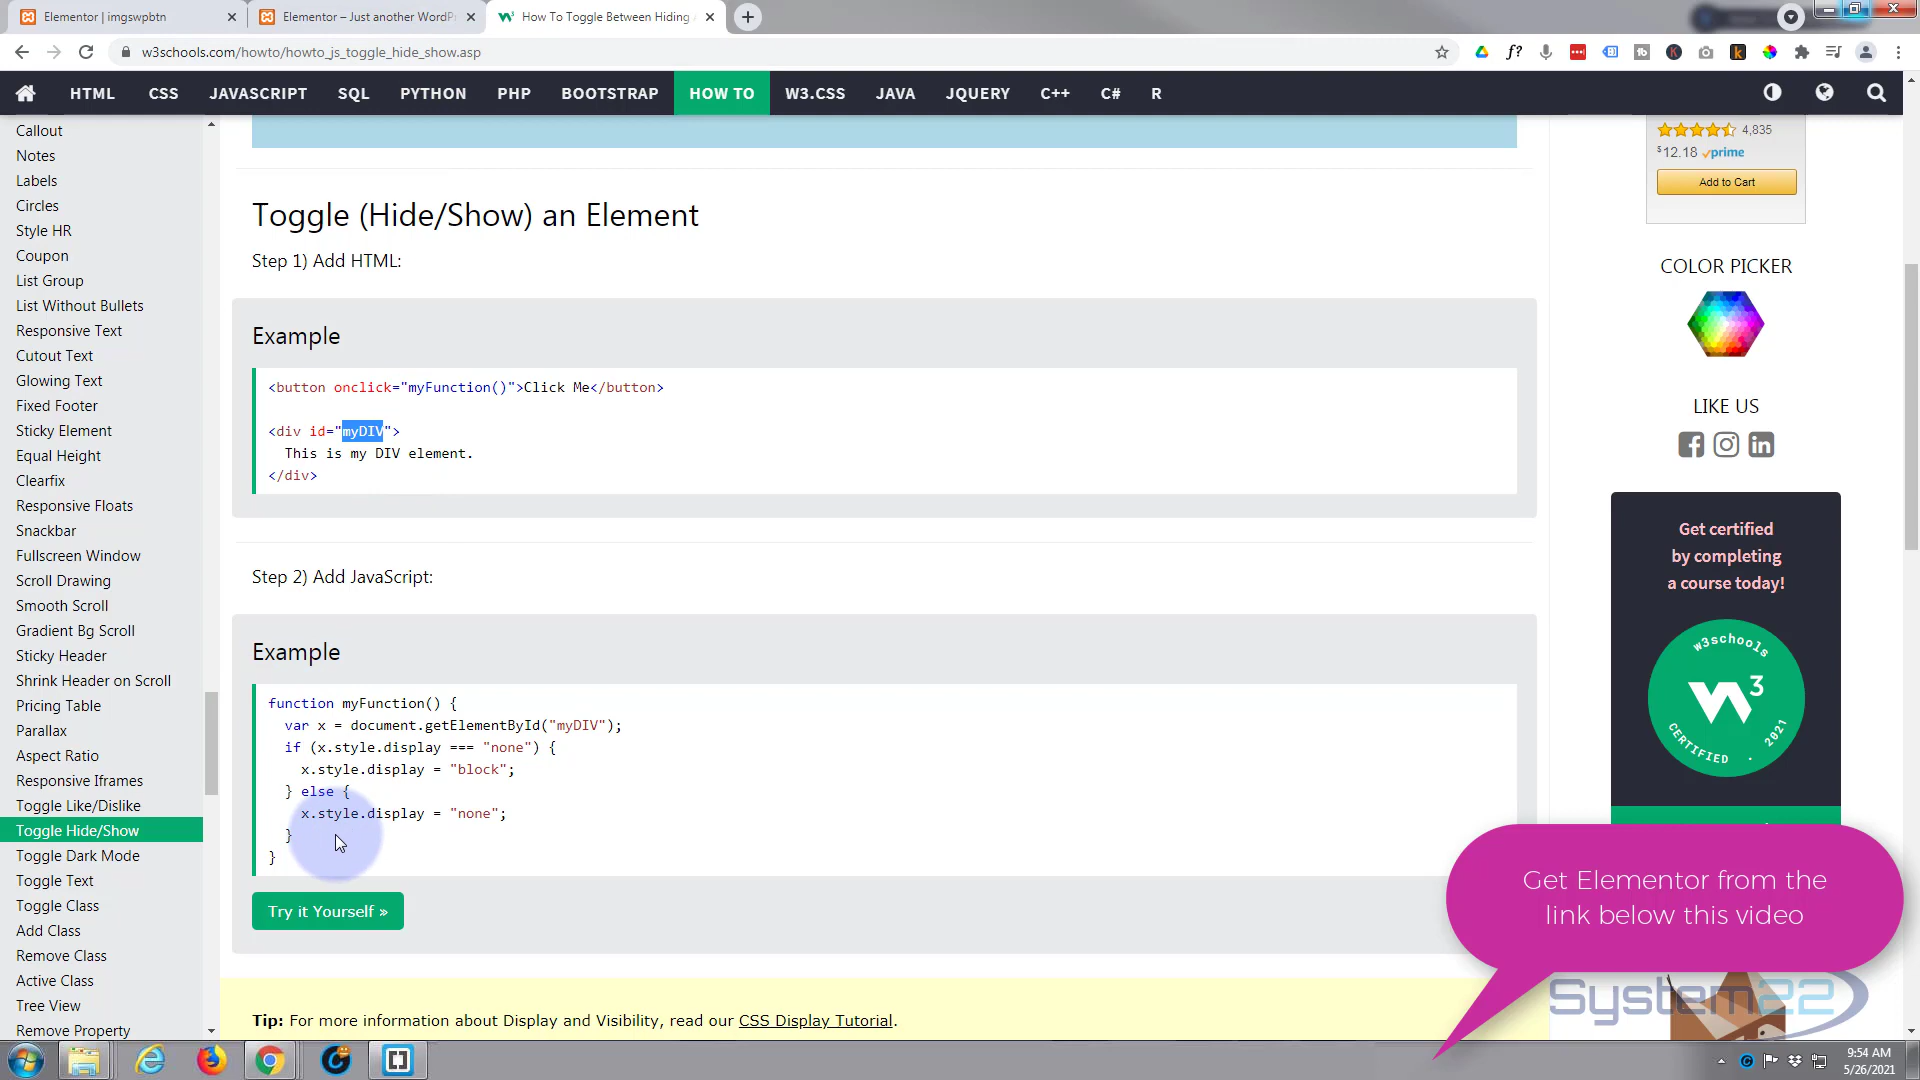 Elementor | imgswpbtn
Elementor – Just another WordPr
How To Toggle Between Hiding
w3schools.com/howto/howto_js_toggle_hide_show.asp
HTML CSS JAVASCRIPT SQL PYTHON PHP BOOTSTRAP HOW TO W3.CSS JAVA JQUERY C++ C# R
Callout
Notes
Labels
Circles
Style HR
Coupon
List Group
List Without Bullets
Responsive Text
Cutout Text
Glowing Text
Fixed Footer
Sticky Element
Equal Height
Clearfix
Responsive Floats
Snackbar
Fullscreen Window
Scroll Drawing
Smooth Scroll
Gradient Bg Scroll
Sticky Header
Shrink Header on Scroll
Pricing Table
Parallax
Aspect Ratio
Responsive Iframes
Toggle Like/Dislike
Toggle Hide/Show
Toggle Dark Mode
Toggle Text
Toggle Class
Add Class
Remove Class
Active Class
Tree View
Remove Property
Toggle (Hide/Show) an Element
Step 1) Add HTML:
Example
<button onclick="myFunction()">Click Me</button>
<div id="myDIV">
This is my DIV element.
</div>
Step 2) Add JavaScript:
Example
function myFunction() {
var x = document.getElementById("myDIV");
if (x.style.display === "none") {
x.style.display = "block";
} else {
x.style.display = "none";
}
}
Try it Yourself »
Tip: For more information about Display and Visibility, read our CSS Display Tutorial.
4,835
$12.18 prime
Add to Cart
COLOR PICKER
LIKE US
Get certified
by completing
a course today!
w3schools
W3
CERTIFIED . 2021
Get Elementor from the
link below this video
System22
9:54 AM
5/26/2021